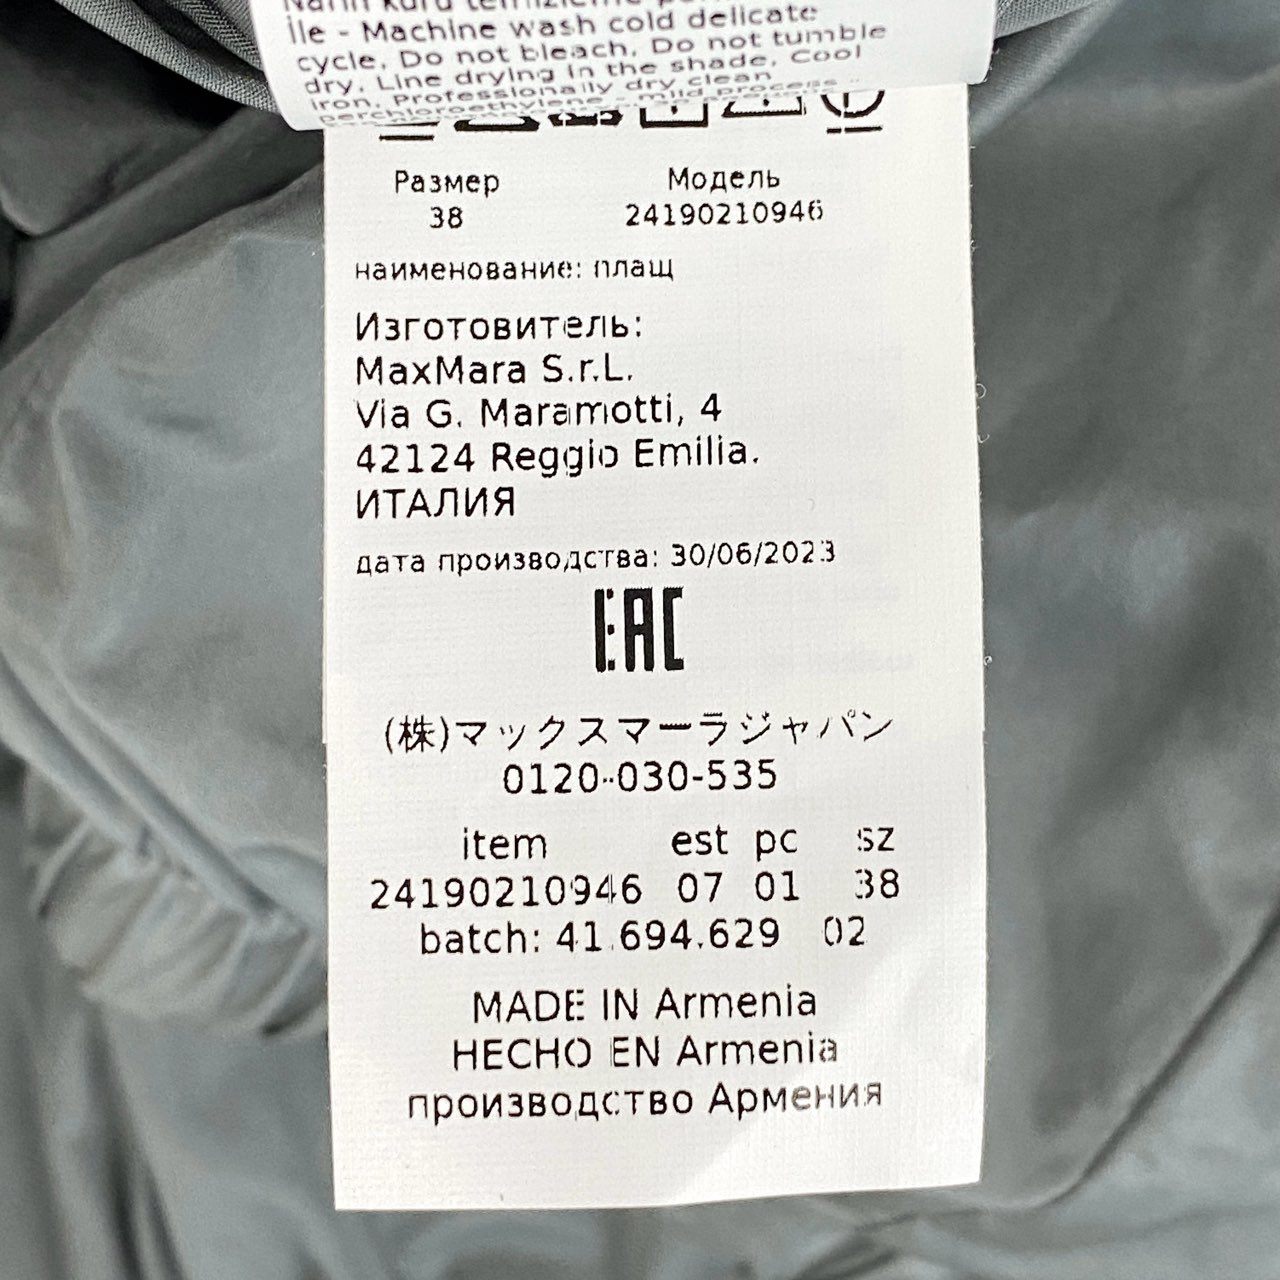 ile - Machine wash cold delicate
cycle. Do not bleach. Do not tumble
dry. Line drying in the shade. Cool
iron. Professionally dry clean
perchloroethylene - mild process -
Размер Модель
38 24190210946
наименование: плащ
Изготовитель:
MaxMara S.r.L.
Via G. Maramotti, 4
42124 Reggio Emilia.
ИТАЛИЯ
дата производства: 30/06/2023
EAC
(株)マックスマーラジャパン
0120-030-535
item est pc sz
24190210946 07 01 38
batch: 41.694.629 02
MADE IN Armenia
HECHO EN Armenia
производство Армения